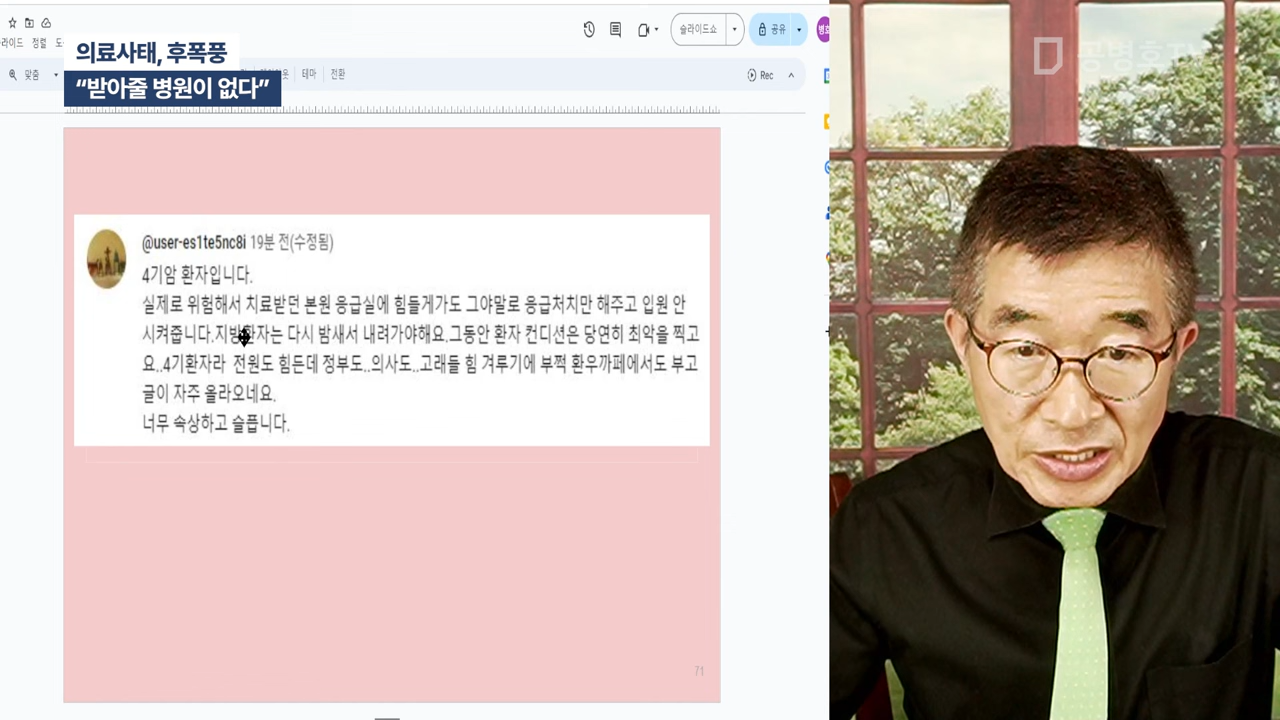 의료사태, 후폭풍
“받아줄 병원이 없다”
맞춤
테마
전환
슬라이드쇼
공유
Rec
공병호TV
@user-es1te5nc8i 19분 전(수정됨)
4기암 환자입니다.
실제로 위험해서 치료받던 본원 응급실에 힘들게가도 그야말로 응급처치만 해주고 입원 안
시켜줍니다.지방환자는 다시 밤새서 내려가야해요.그동안 환자 컨디션은 당연히 최악을 찍고
요..4기환자라 전원도 힘든데 정부도..의사도..고래들 힘 겨루기에 부쩍 환우까페에서도 부고
글이 자주 올라오네요.
너무 속상하고 슬픕니다.
71